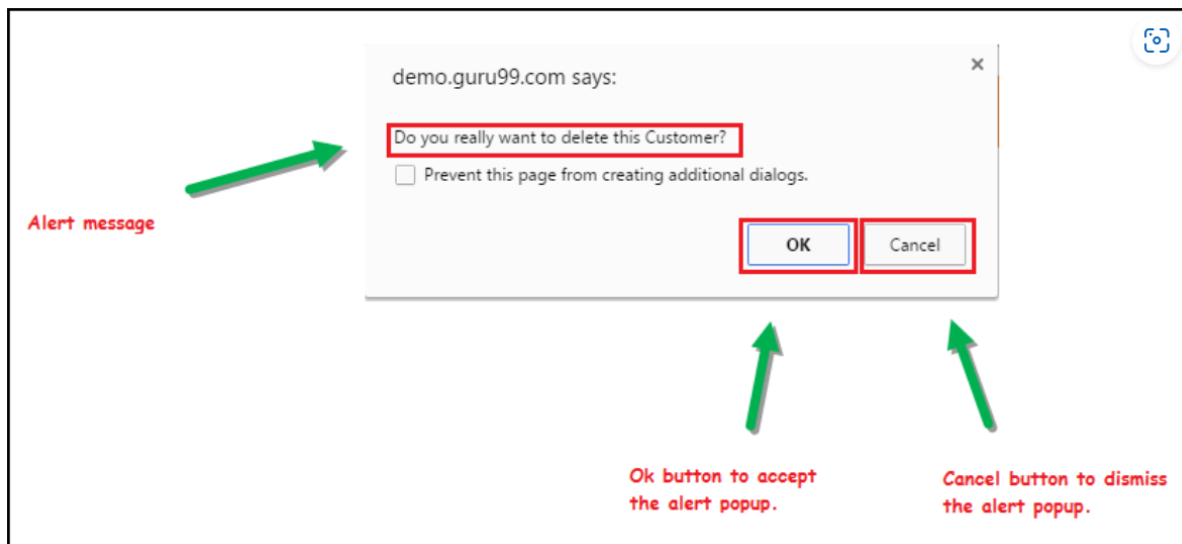 demo.guru99.com says:
Do you really want to delete this Customer?
Prevent this page from creating additional dialogs.
OK
Cancel
Alert message
Ok button to accept
the alert popup.
Cancel button to dismiss
the alert popup.